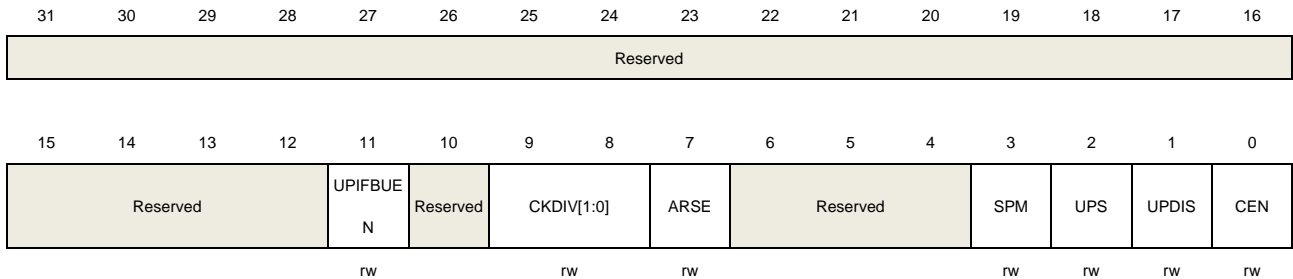 31 30 29 28 27 26 25 24 23 22 21 20 19 18 17 16
Reserved
15 14 13 12 11 10 9 8 7 6 5 4 3 2 1 0
Reserved UPIFBUE N Reserved CKDIV[1:0] ARSE Reserved SPM UPS UPDIS CEN
rw rw rw rw rw rw rw